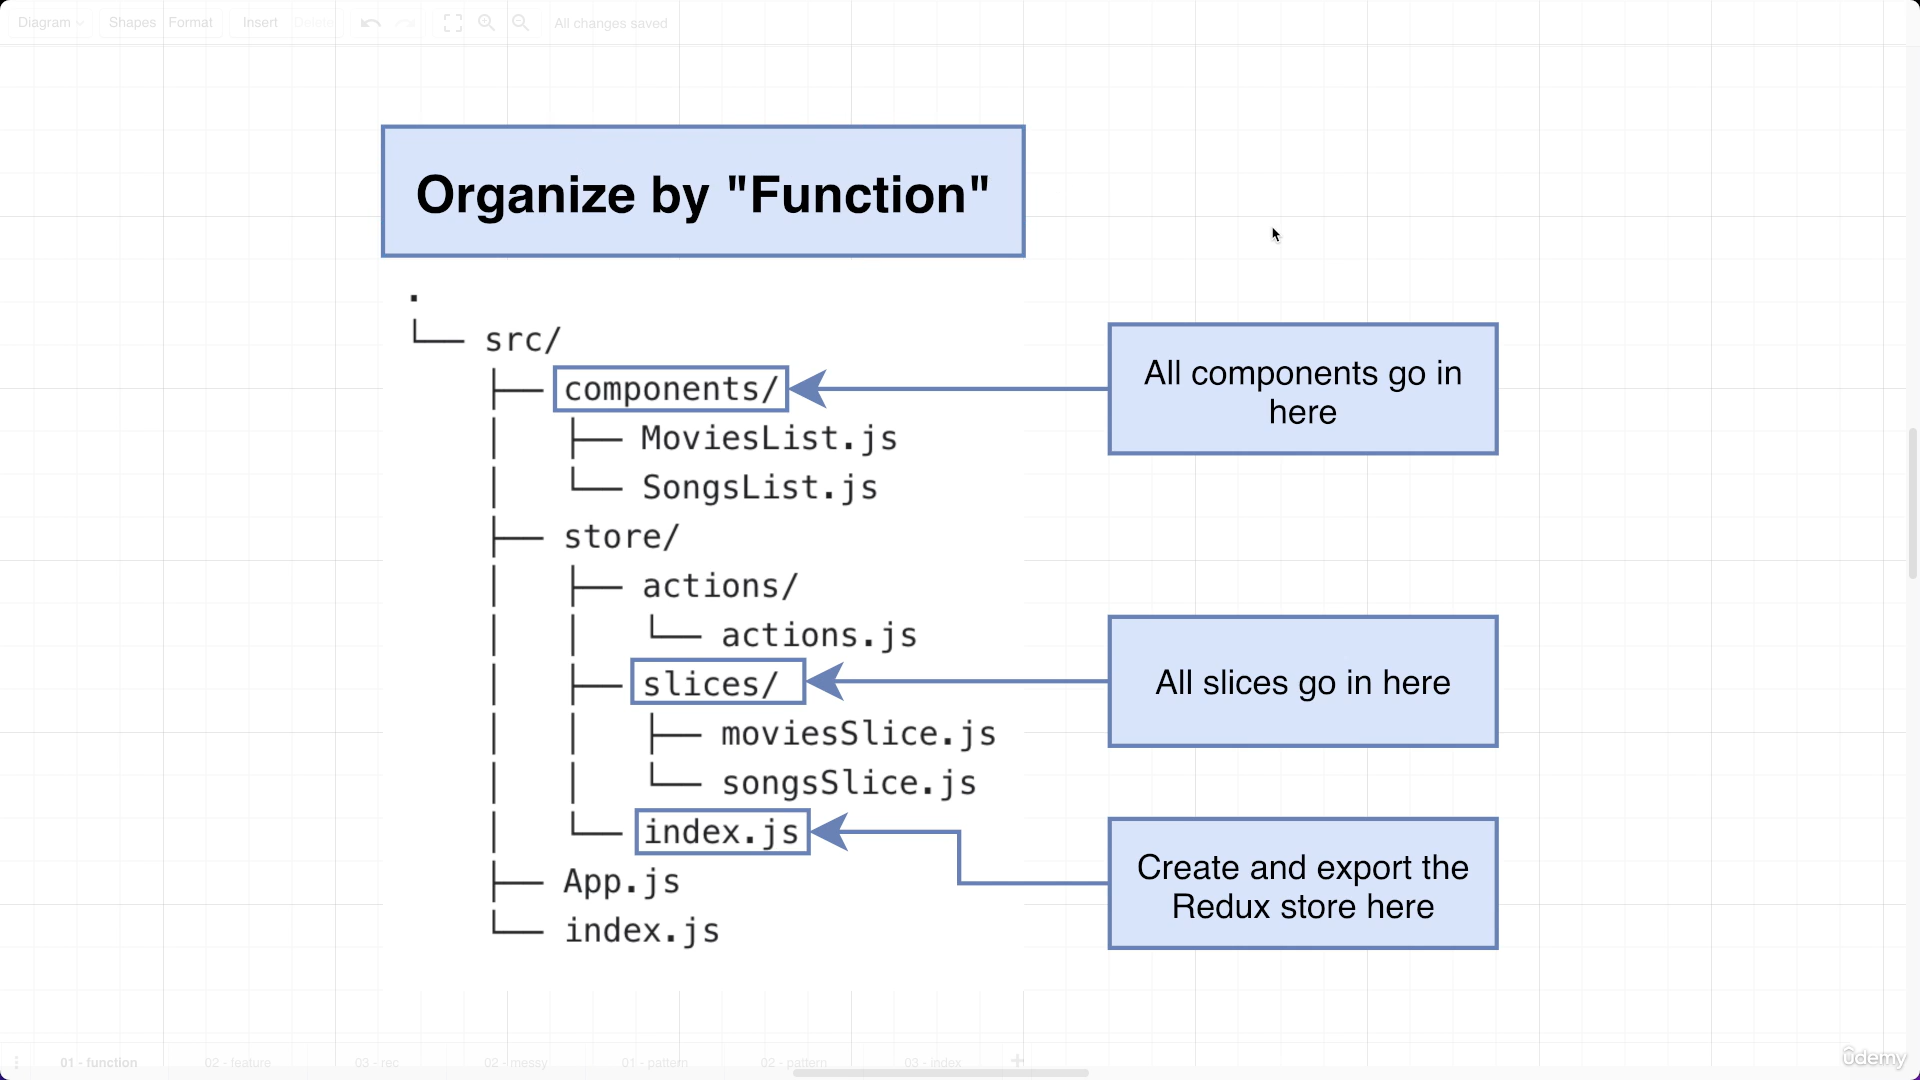 Diagram Shapes Format Insert Delete All changes saved
Organize by "Function"
.
└── src/
├── components/
All components go in
here
│ ├── MoviesList.js
│ └── SongsList.js
├── store/
│ ├── actions/
│ │ └── actions.js
│ ├── slices/
All slices go in here
│ │ ├── moviesSlice.js
│ │ └── songsSlice.js
│ └── index.js
Create and export the
Redux store here
├── App.js
└── index.js
01 - function 02 - feature 03 - rec 02 - messy 01 - pattern 02 - pattern 03 - index
ûdemy